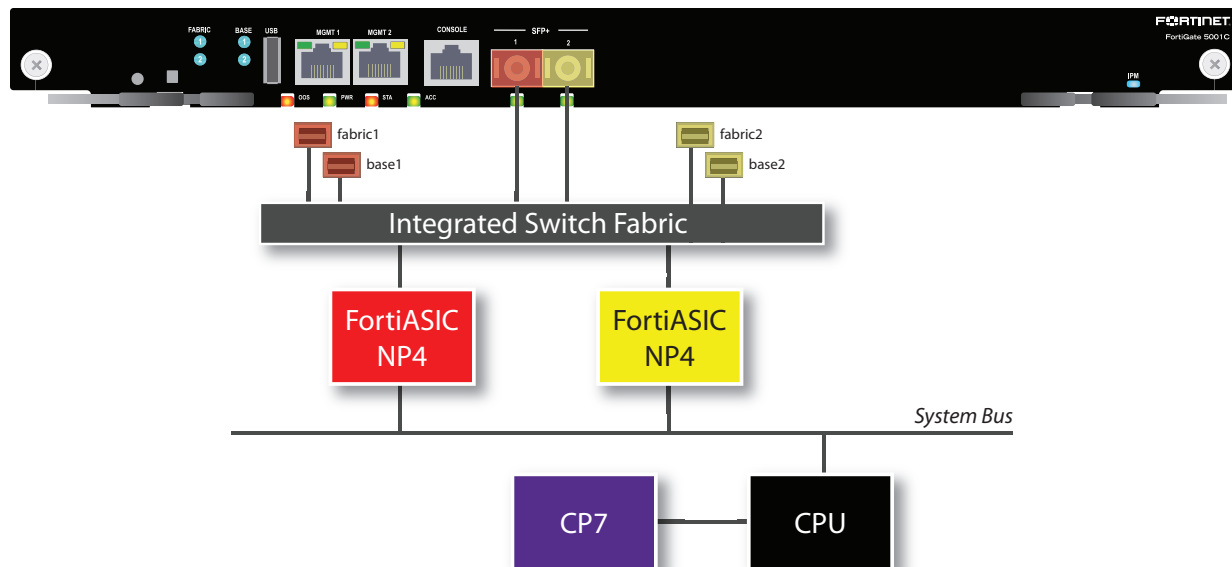 FABRIC
1
2
BASE
1
2
USB
MGMT 1
MGMT 2
CONSOLE
SFP+
1
2
FORTINET
FortiGate 5001C
IPM
OOS
PWR
STA
ACC
fabric1
base1
fabric2
base2
Integrated Switch Fabric
FortiASIC
NP4
FortiASIC
NP4
System Bus
CP7
CPU